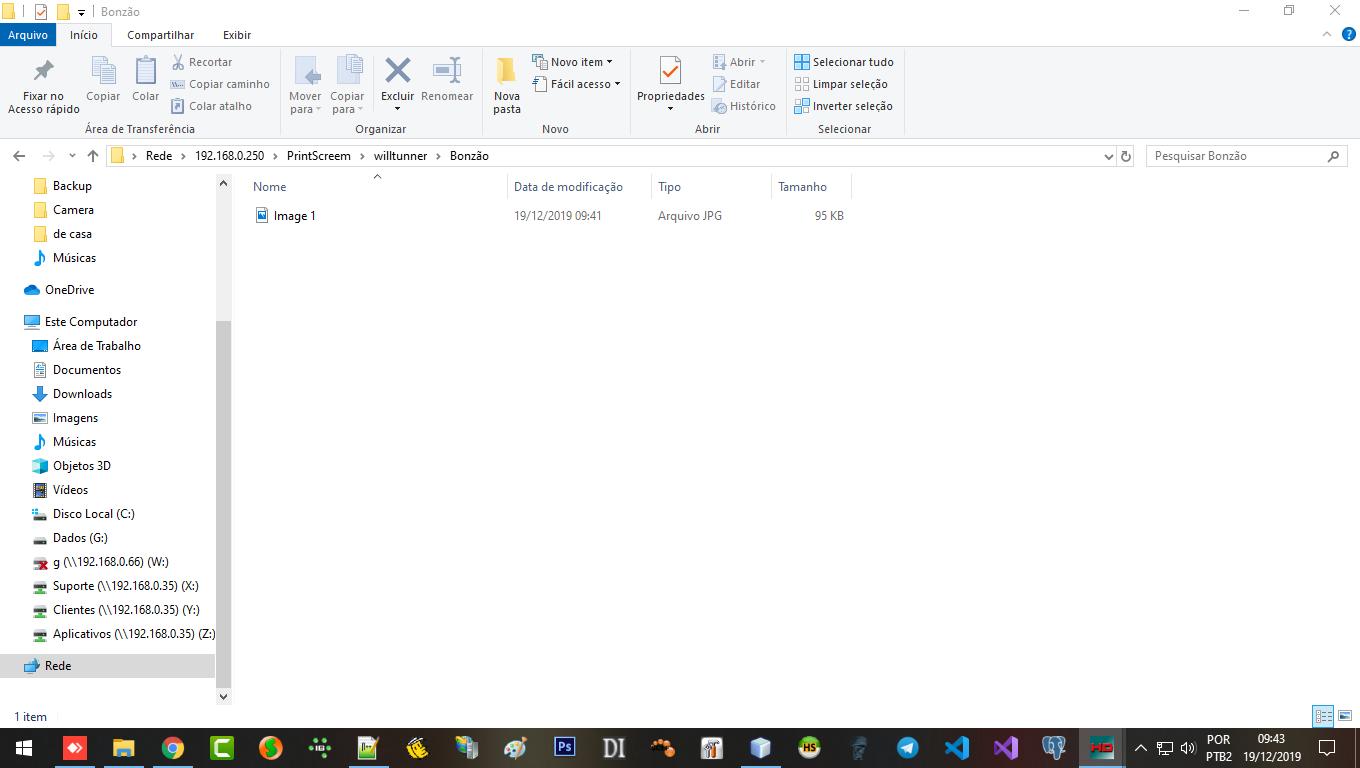 Bonzão
Arquivo Início Compartilhar Exibir
Fixar no
Acesso rápido
Copiar
Colar
Recortar
Copiar caminho
Colar atalho
Área de Transferência
Mover
para
Copiar
para
Excluir
Renomear
Organizar
Nova
pasta
Novo item
Fácil acesso
Novo
Propriedades
Abrir
Editar
Histórico
Abrir
Selecionar tudo
Limpar seleção
Inverter seleção
Selecionar
Rede > 192.168.0.250 > PrintScreem > willtunner > Bonzão
Pesquisar Bonzão
Backup
Camera
de casa
Músicas
OneDrive
Este Computador
Área de Trabalho
Documentos
Downloads
Imagens
Músicas
Objetos 3D
Vídeos
Disco Local (C:)
Dados (G:)
g (\\192.168.0.66) (W:)
Suporte (\\192.168.0.35) (X:)
Clientes (\\192.168.0.35) (Y:)
Aplicativos (\\192.168.0.35) (Z:)
Rede
Nome Data de modificação Tipo Tamanho
Image 1 19/12/2019 09:41 Arquivo JPG 95 KB
1 item
Ps
DI
HS
HD
POR
PTB2
09:43
19/12/2019